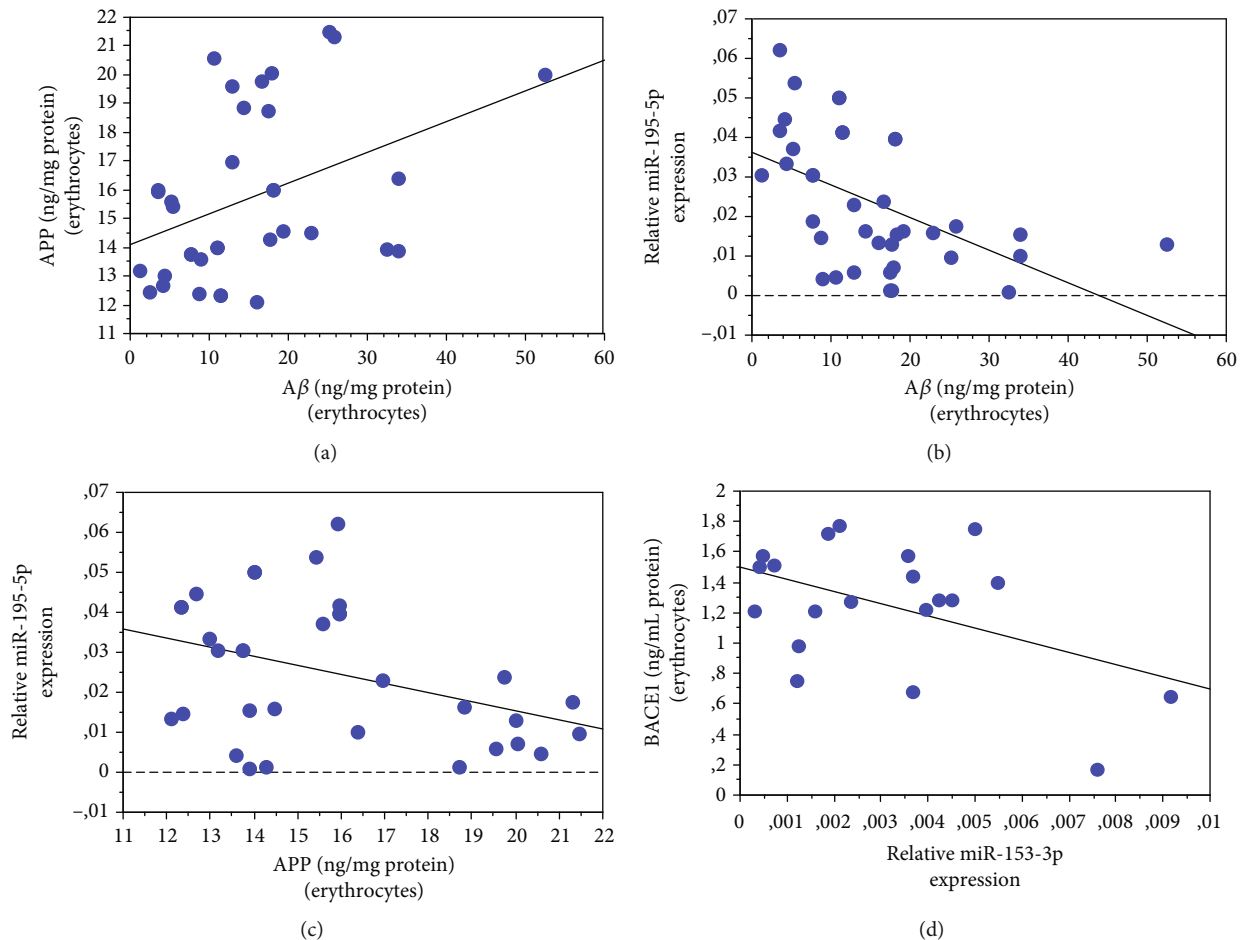 22
21
20
19
18
17
16
15
14
13
12
11
APP (ng/mg protein)
(erythrocytes)
0 10 20 30 40 50 60
Aβ (ng/mg protein)
(erythrocytes)
(a)
,07
,06
,05
,04
,03
,02
,01
0
–,01
Relative miR-195-5p
expression
0 10 20 30 40 50 60
Aβ (ng/mg protein)
(erythrocytes)
(b)
,07
,06
,05
,04
,03
,02
,01
0
–,01
Relative miR-195-5p
expression
11 12 13 14 15 16 17 18 19 20 21 22
APP (ng/mg protein)
(erythrocytes)
(c)
2
1,8
1,6
1,4
1,2
1
,8
,6
,4
,2
0
BACE1 (ng/mL protein)
(erythrocytes)
0 ,001 ,002 ,003 ,004 ,005 ,006 ,007 ,008 ,009 ,01
Relative miR-153-3p
expression
(d)